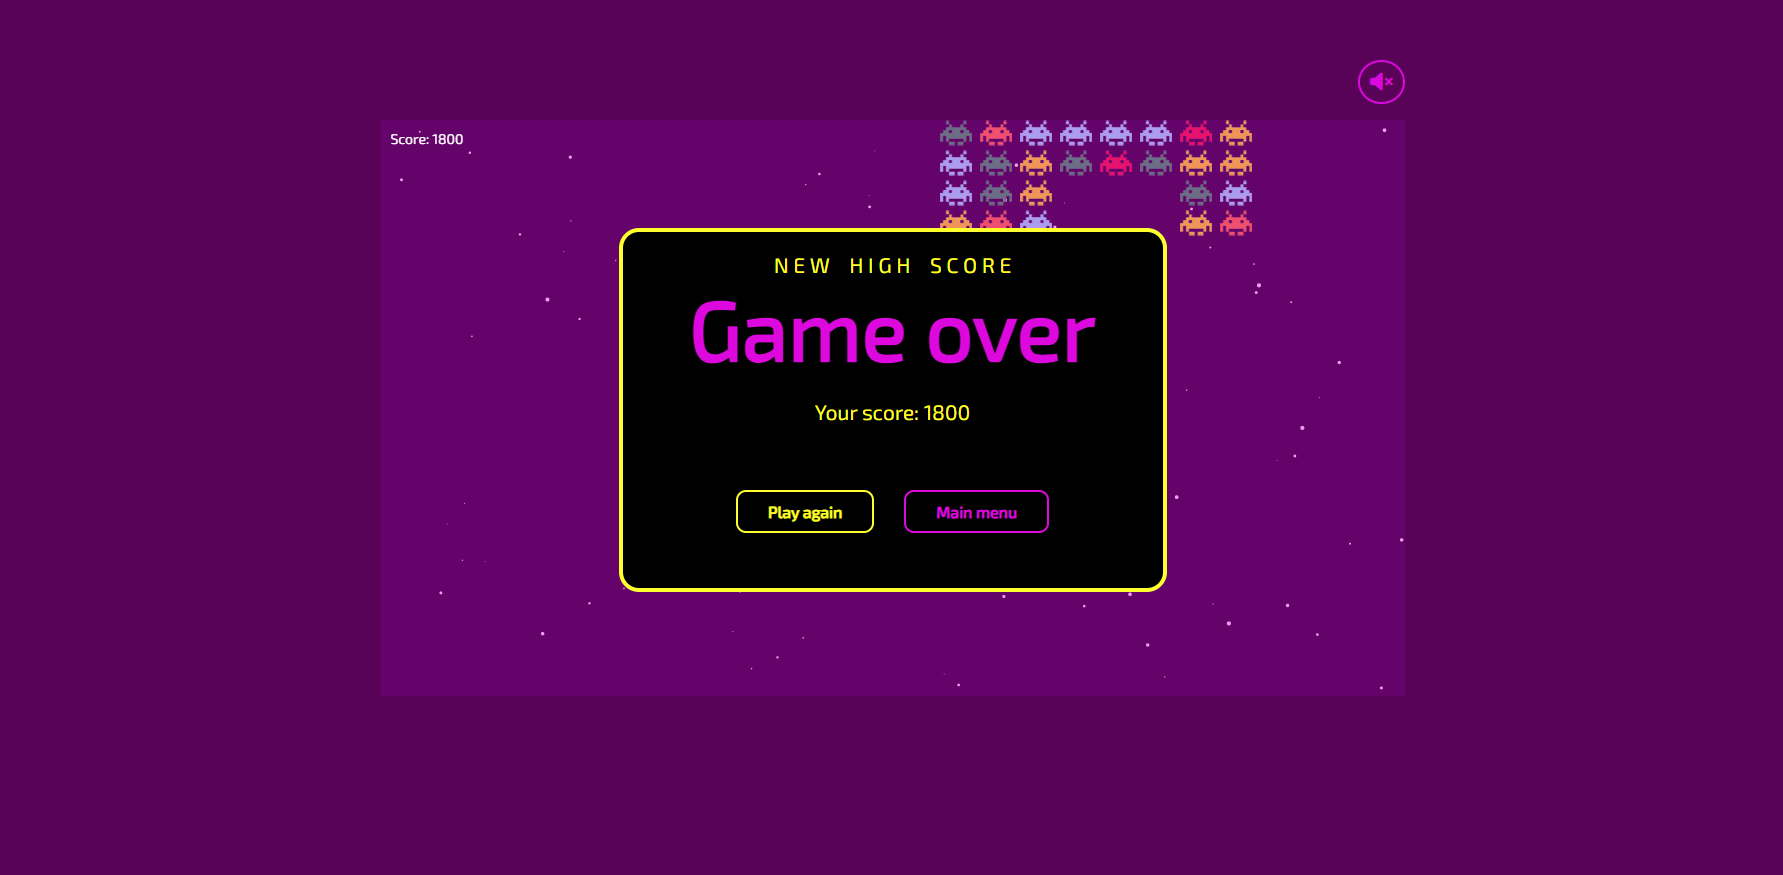 Score: 1800
NEW HIGH SCORE
Game over
Your score: 1800
Play again
Main menu